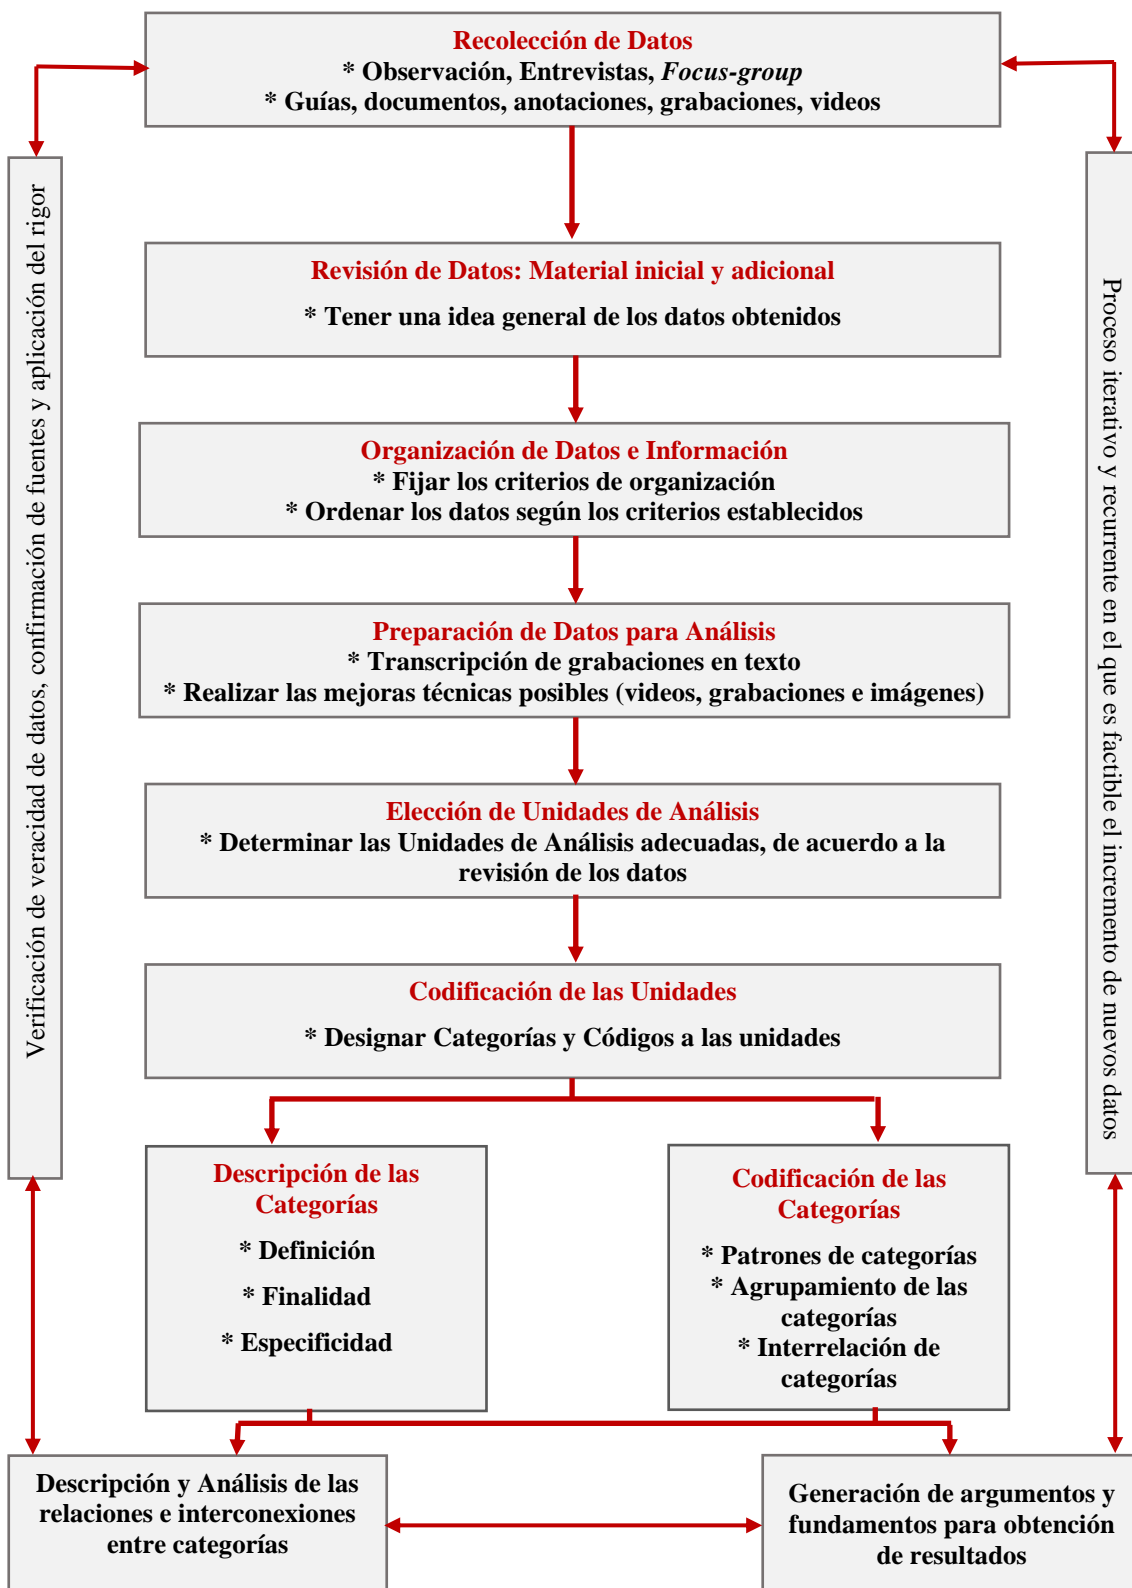 Recolección de Datos
* Observación, Entrevistas, Focus-group
* Guías, documentos, anotaciones, grabaciones, videos
Verificación de veracidad de datos, confirmación de fuentes y aplicación del rigor
Proceso iterativo y recurrente en el que es factible el incremento de nuevos datos
Revisión de Datos: Material inicial y adicional
* Tener una idea general de los datos obtenidos
Organización de Datos e Información
* Fijar los criterios de organización
* Ordenar los datos según los criterios establecidos
Preparación de Datos para Análisis
* Transcripción de grabaciones en texto
* Realizar las mejoras técnicas posibles (videos, grabaciones e imágenes)
Elección de Unidades de Análisis
* Determinar las Unidades de Análisis adecuadas, de acuerdo a la
revisión de los datos
Codificación de las Unidades
* Designar Categorías y Códigos a las unidades
Descripción de las
Categorías
* Definición
* Finalidad
* Especificidad
Codificación de las
Categorías
* Patrones de categorías
* Agrupamiento de las
categorías
* Interrelación de
categorías
Descripción y Análisis de las
relaciones e interconexiones
entre categorías
Generación de argumentos y
fundamentos para obtención
de resultados